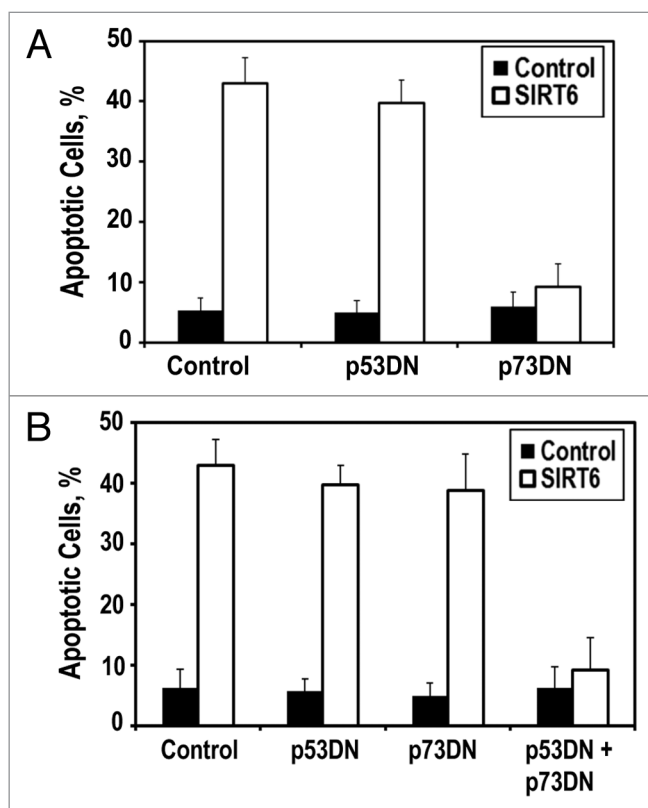 A
Apoptotic Cells, %
50
40
30
20
10
0
Control
SIRT6
Control
p53DN
p73DN
B
Apoptotic Cells, %
50
40
30
20
10
0
Control
SIRT6
Control
p53DN
p73DN
p53DN +
p73DN